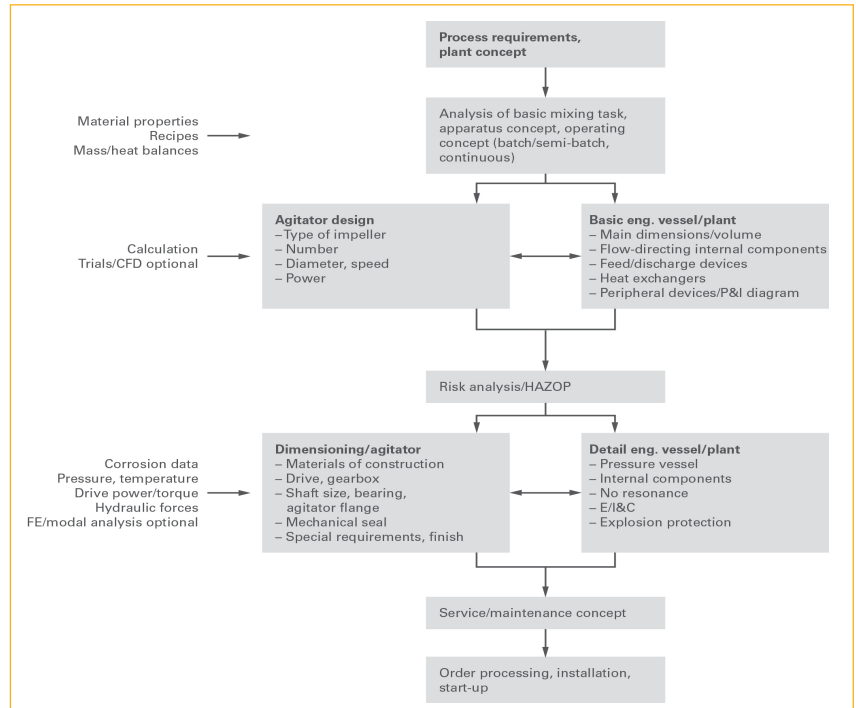 Process requirements,
plant concept
Material properties
Recipes
Mass/heat balances
Analysis of basic mixing task,
apparatus concept, operating
concept (batch/semi-batch,
continuous)
Calculation
Trials/CFD optional
Agitator design
–Type of impeller
– Number
– Diameter, speed
– Power
Basic eng. vessel/plant
– Main dimensions/volume
– Flow-directing internal components
– Feed/discharge devices
– Heat exchangers
– Peripheral devices/P&I diagram
Risk analysis/HAZOP
Corrosion data
Pressure, temperature
Drive power/torque
Hydraulic forces
FE/modal analysis optional
Dimensioning/agitator
– Materials of construction
– Drive, gearbox
– Shaft size, bearing,
agitator flange
– Mechanical seal
– Special requirements, finish
Detail eng. vessel/plant
– Pressure vessel
– Internal components
– No resonance
– E/I&C
– Explosion protection
Service/maintenance concept
Order processing, installation,
start-up